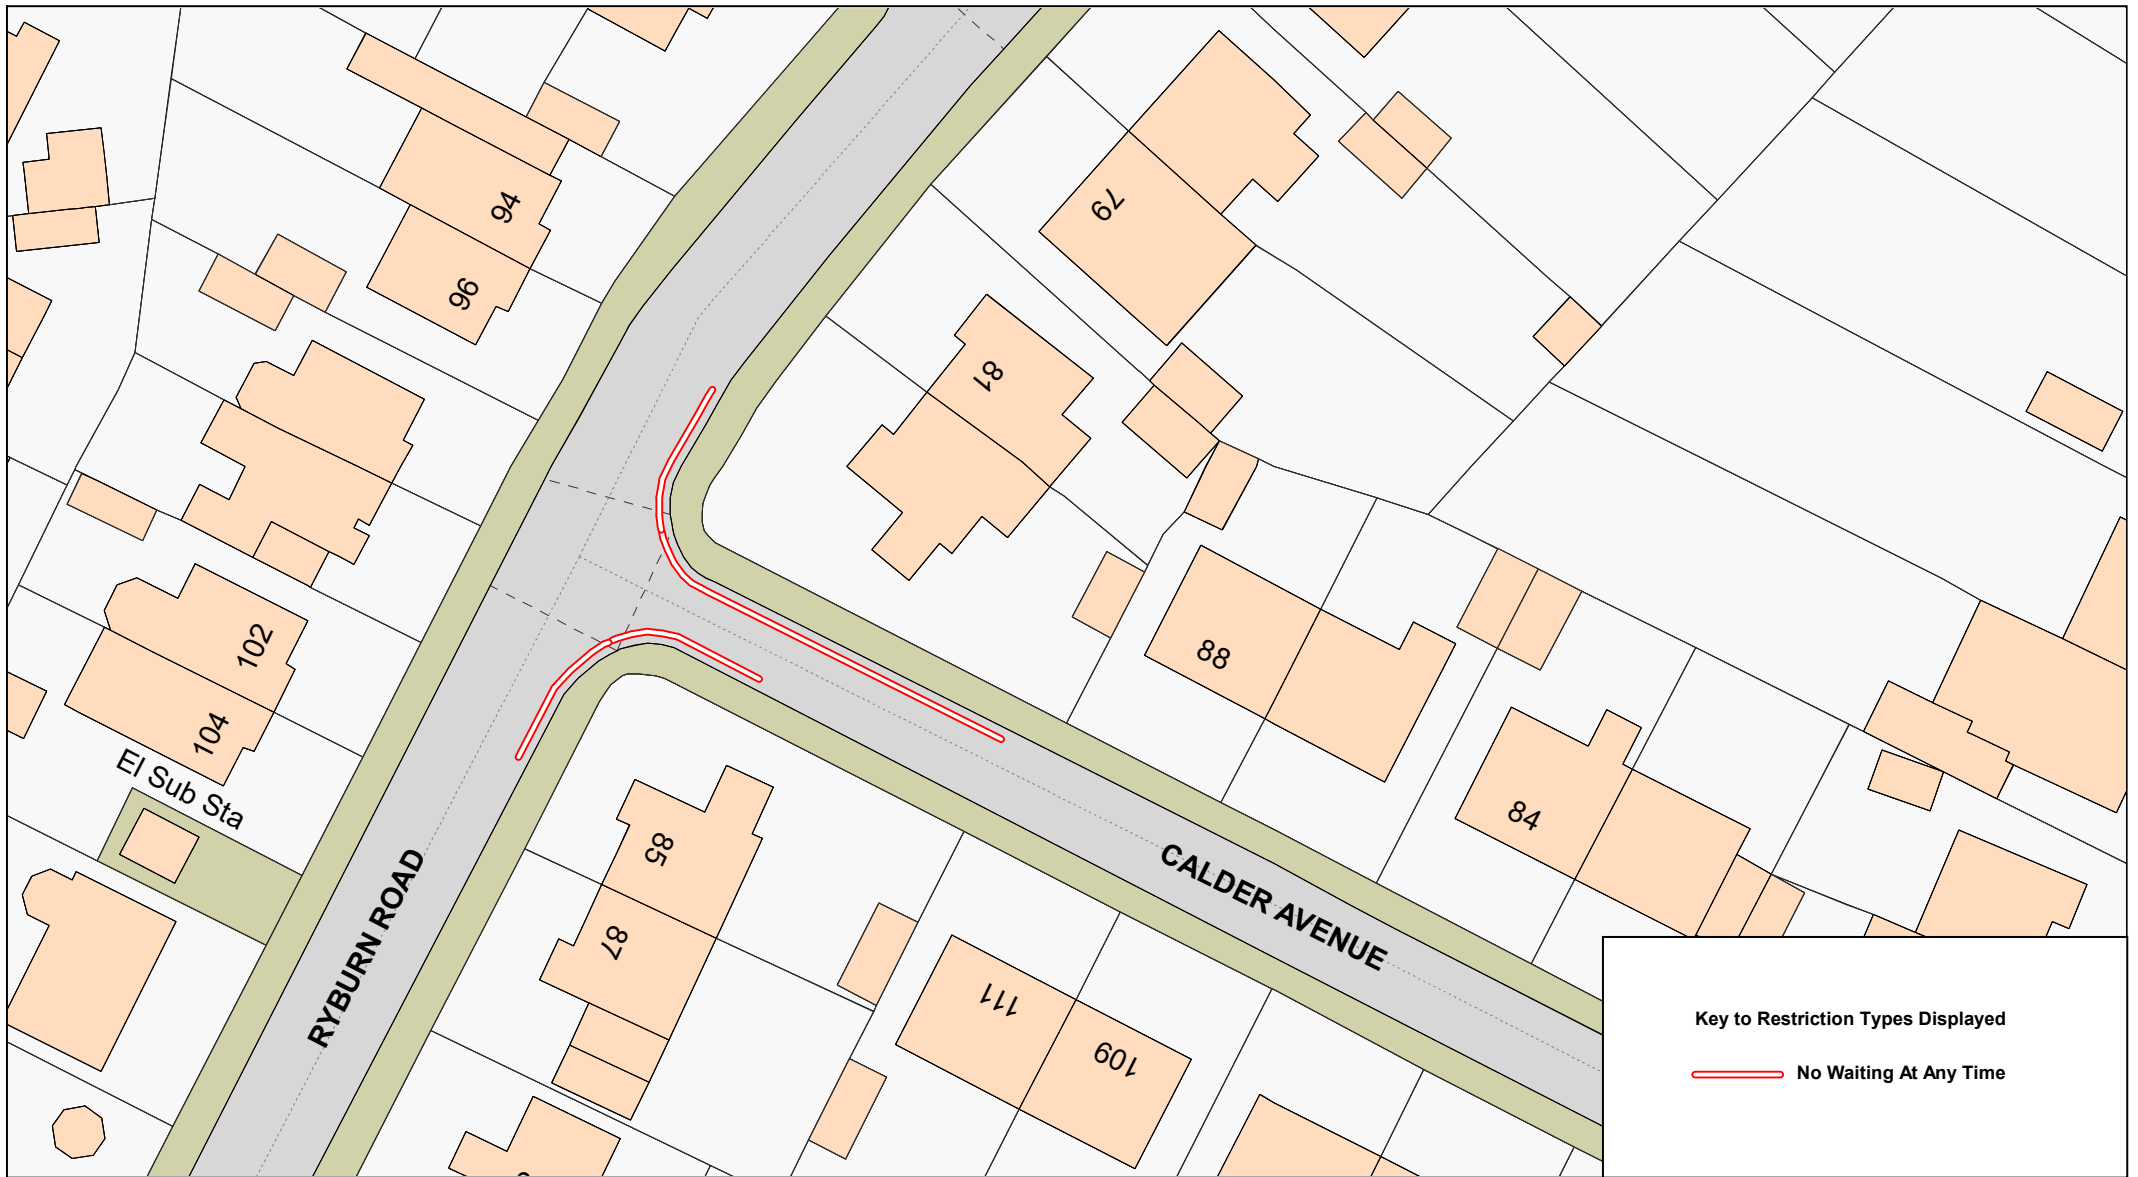 94
96
79
81
102
104
El Sub Sta
88
84
85
87
CALDER AVENUE
RYBURN ROAD
111
109
Key to Restriction Types Displayed
No Waiting At Any Time